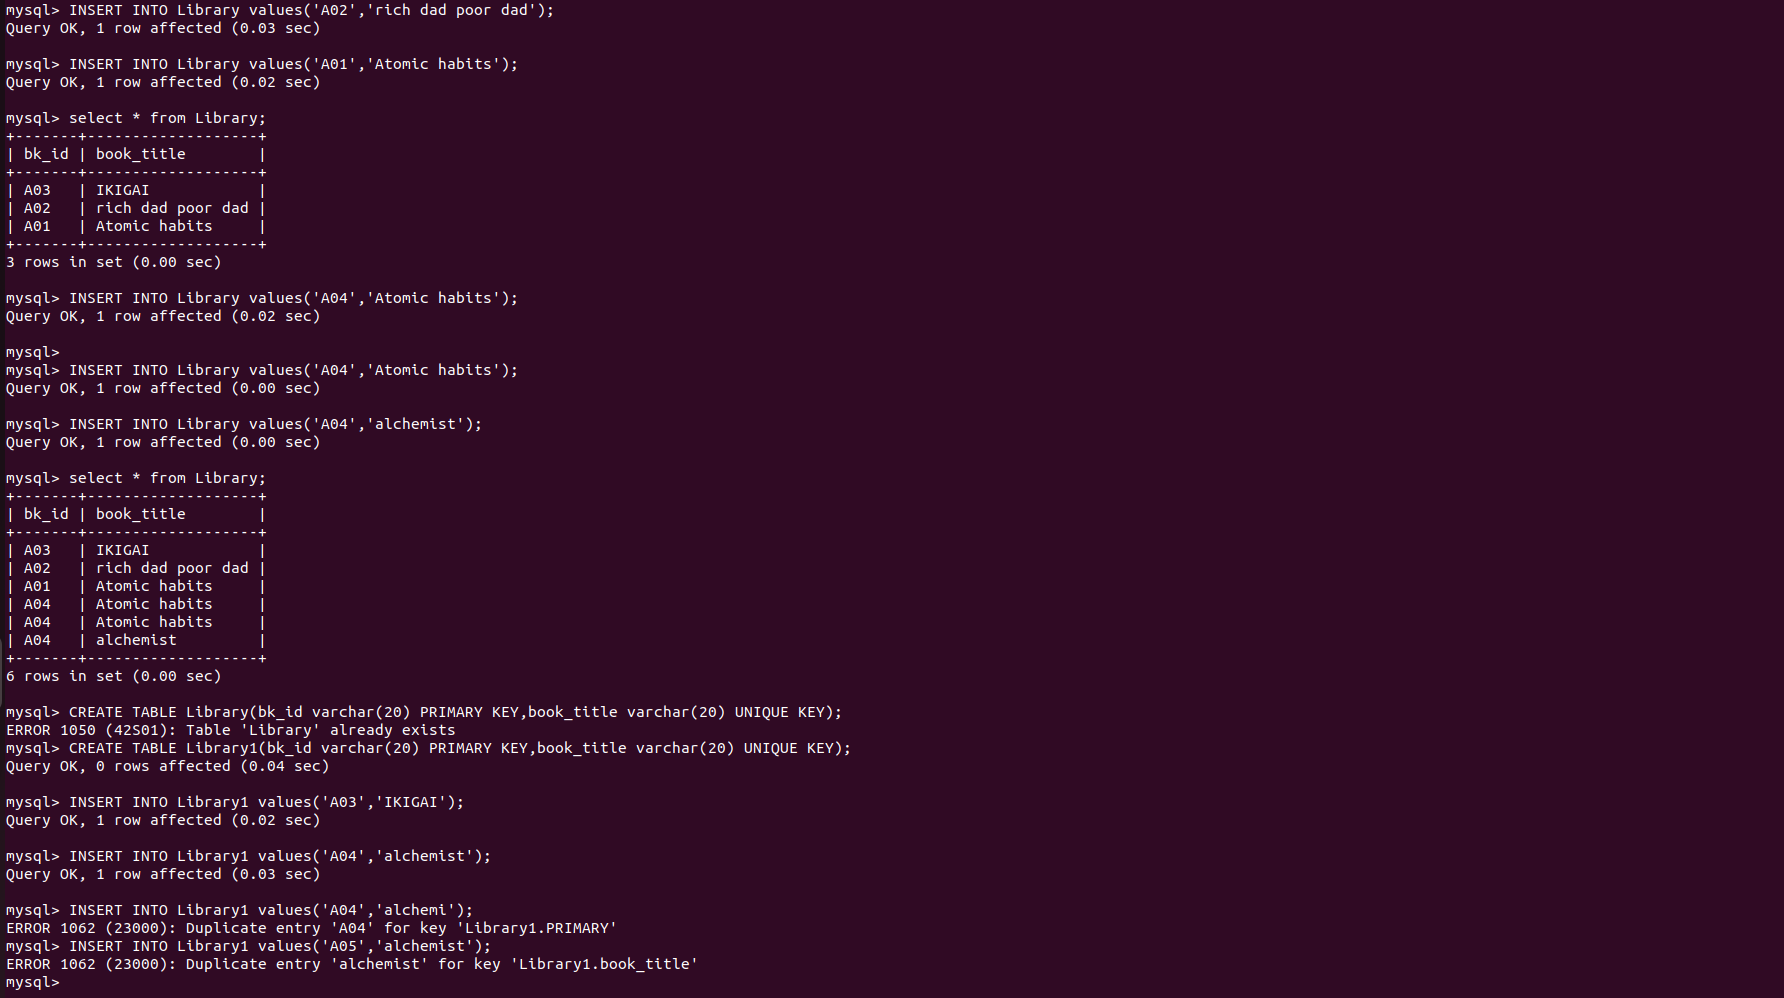 mysql> INSERT INTO Library values('A02','rich dad poor dad');
Query OK, 1 row affected (0.03 sec)

mysql> INSERT INTO Library values('A01','Atomic habits');
Query OK, 1 row affected (0.02 sec)

mysql> select * from Library;
+-------+-------------------+
| bk_id | book_title        |
+-------+-------------------+
| A03   | IKIGAI            |
| A02   | rich dad poor dad |
| A01   | Atomic habits     |
+-------+-------------------+
3 rows in set (0.00 sec)

mysql> INSERT INTO Library values('A04','Atomic habits');
Query OK, 1 row affected (0.02 sec)

mysql>
mysql> INSERT INTO Library values('A04','Atomic habits');
Query OK, 1 row affected (0.00 sec)

mysql> INSERT INTO Library values('A04','alchemist');
Query OK, 1 row affected (0.00 sec)

mysql> select * from Library;
+-------+-------------------+
| bk_id | book_title        |
+-------+-------------------+
| A03   | IKIGAI            |
| A02   | rich dad poor dad |
| A01   | Atomic habits     |
| A04   | Atomic habits     |
| A04   | Atomic habits     |
| A04   | alchemist         |
+-------+-------------------+
6 rows in set (0.00 sec)

mysql> CREATE TABLE Library(bk_id varchar(20) PRIMARY KEY,book_title varchar(20) UNIQUE KEY);
ERROR 1050 (42S01): Table 'Library' already exists
mysql> CREATE TABLE Library1(bk_id varchar(20) PRIMARY KEY,book_title varchar(20) UNIQUE KEY);
Query OK, 0 rows affected (0.04 sec)

mysql> INSERT INTO Library1 values('A03','IKIGAI');
Query OK, 1 row affected (0.02 sec)

mysql> INSERT INTO Library1 values('A04','alchemist');
Query OK, 1 row affected (0.03 sec)

mysql> INSERT INTO Library1 values('A04','alchemi');
ERROR 1062 (23000): Duplicate entry 'A04' for key 'Library1.PRIMARY'
mysql> INSERT INTO Library1 values('A05','alchemist');
ERROR 1062 (23000): Duplicate entry 'alchemist' for key 'Library1.book_title'
mysql>